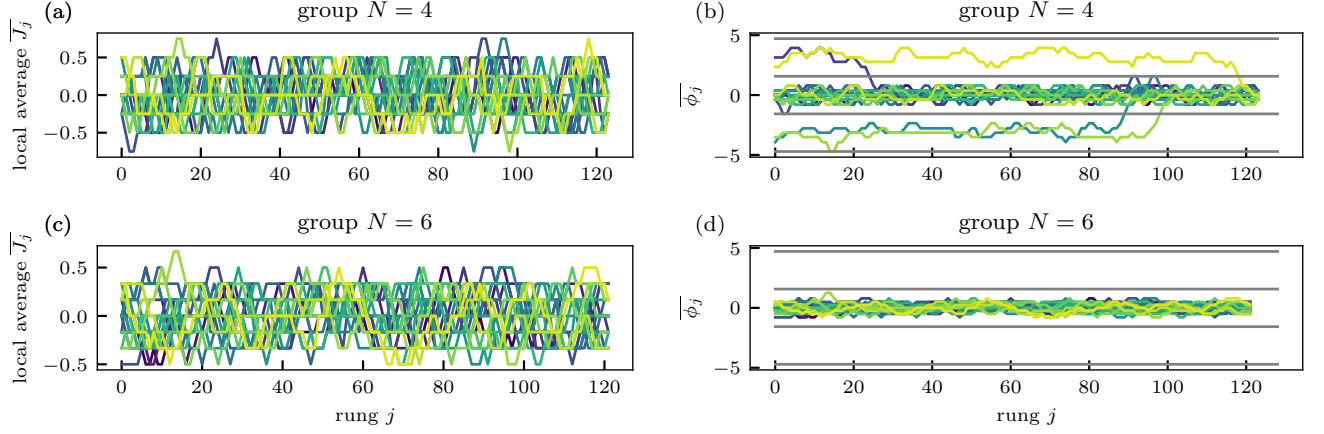 (a) group N = 4
local average J̅_j
0.5
0.0
−0.5
0 20 40 60 80 100 120
(b) group N = 4
ϕ̅_j
5
0
−5
0 20 40 60 80 100 120
(c) group N = 6
local average J̅_j
0.5
0.0
−0.5
0 20 40 60 80 100 120
rung j
(d) group N = 6
ϕ̅_j
5
0
−5
0 20 40 60 80 100 120
rung j